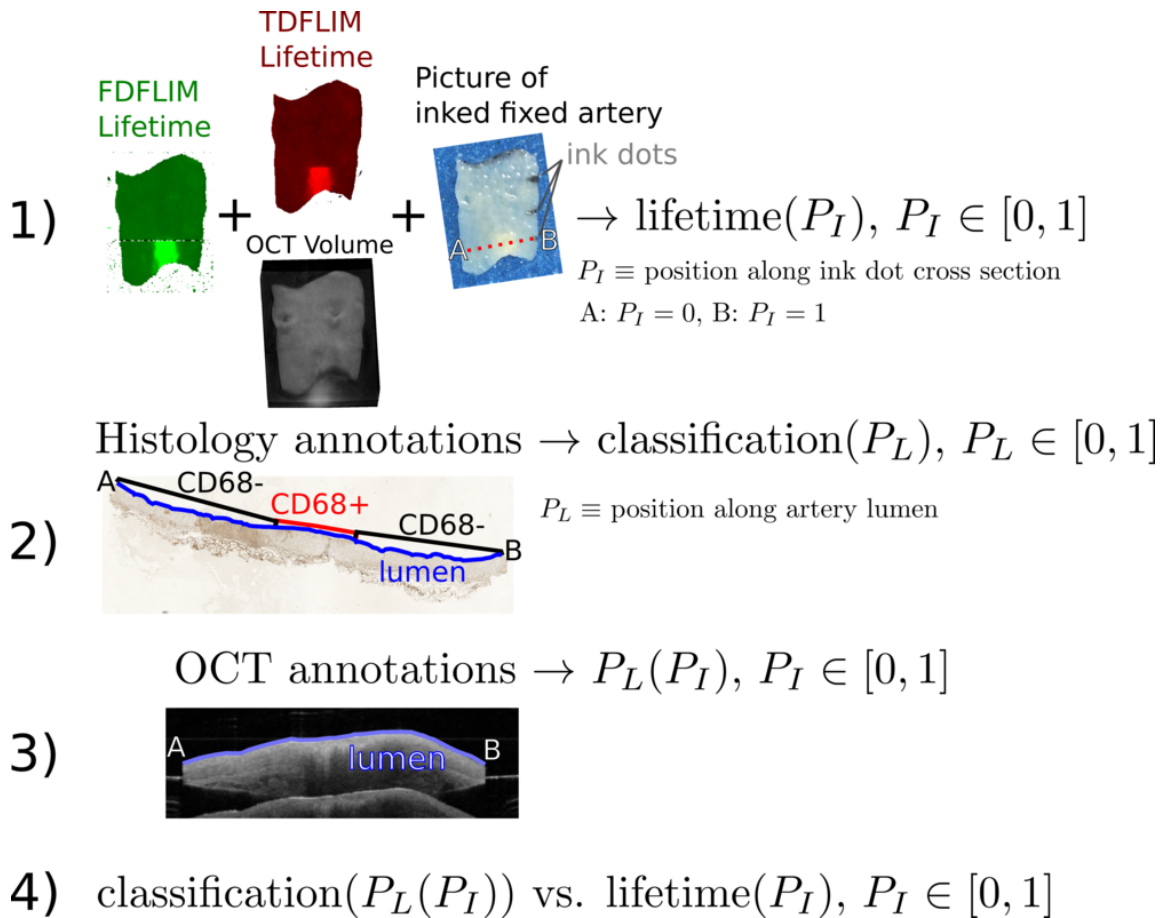 TDFLIM
Lifetime
FDFLIM
Lifetime
Picture of
inked fixed artery
ink dots
1)
+
+
→ lifetime(P_I), P_I ∈ [0, 1]
A
B
OCT Volume
P_I ≡ position along ink dot cross section
A: P_I = 0, B: P_I = 1
Histology annotations → classification(P_L), P_L ∈ [0, 1]
2)
A
CD68-
CD68+
CD68-
B
lumen
P_L ≡ position along artery lumen
OCT annotations → P_L(P_I), P_I ∈ [0, 1]
3)
A
lumen
B
4) classification(P_L(P_I)) vs. lifetime(P_I), P_I ∈ [0, 1]